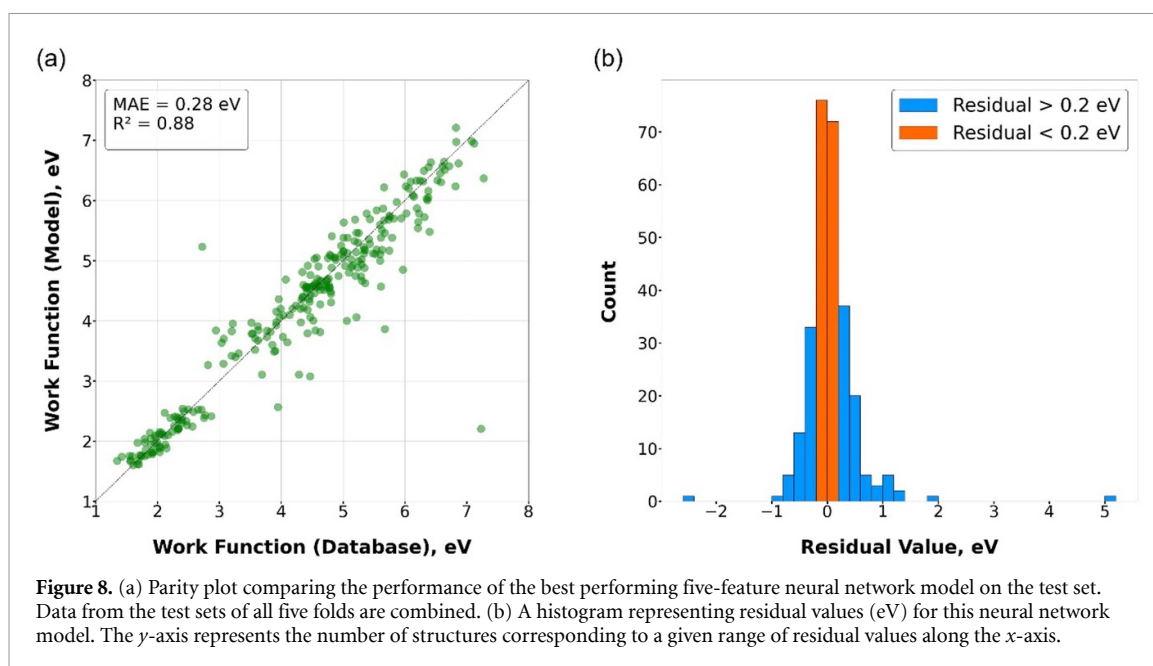 (a)
8
7
6
5
4
3
2
1
Work Function (Model), eV
MAE = 0.28 eV
R² = 0.88
1 2 3 4 5 6 7 8
Work Function (Database), eV
(b)
70
60
50
40
30
20
10
0
Count
Residual > 0.2 eV
Residual < 0.2 eV
−2 −1 0 1 2 3 4 5
Residual Value, eV
Figure 8. (a) Parity plot comparing the performance of the best performing five-feature neural network model on the test set.
Data from the test sets of all five folds are combined. (b) A histogram representing residual values (eV) for this neural network
model. The y-axis represents the number of structures corresponding to a given range of residual values along the x-axis.